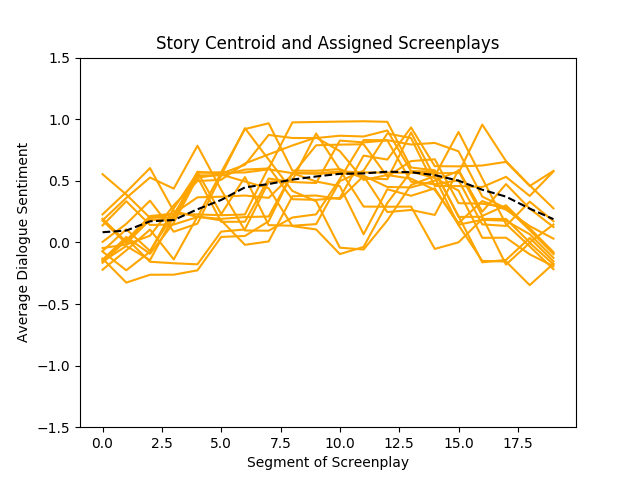 Story Centroid and Assigned Screenplays
1.5
1.0
0.5
0.0
−0.5
−1.0
−1.5
Average Dialogue Sentiment
0.0 2.5 5.0 7.5 10.0 12.5 15.0 17.5
Segment of Screenplay